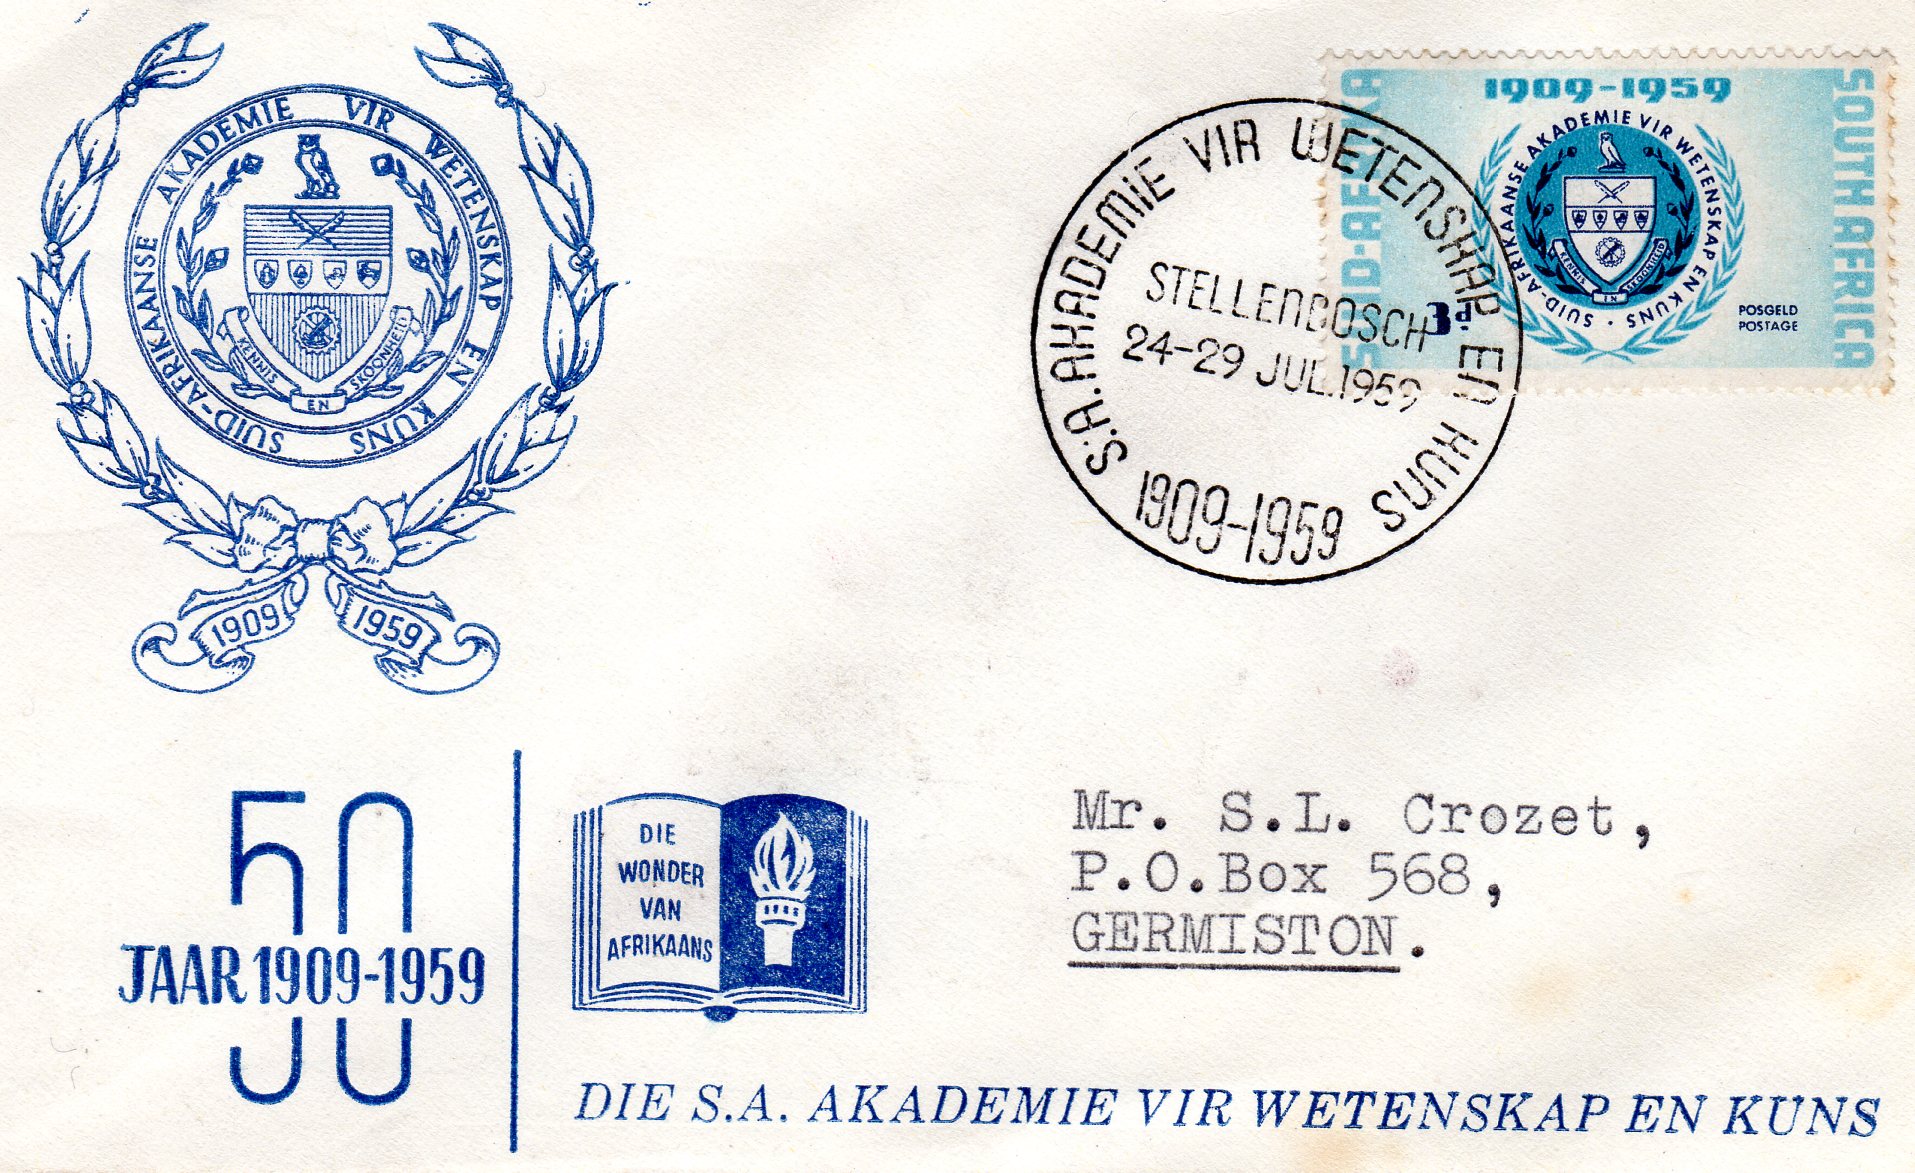 SUID-AFRIKAANSE AKADEMIE VIR WETENSKAP EN KUNS
KENNIS EN SKOONHEID
1909 1959
S.A. AKADEMIE VIR WETENSKAP EN KUNS
STELLENBOSCH
24-29 JUL.1959
1909-1959
SUID-AFRIKA
1909-1959
SOUTH AFRICA
SUID-AFRIKAANSE AKADEMIE VIR WETENSKAP EN KUNS
KENNIS EN SKOONHEID
3d.
POSGELD
POSTAGE
50
JAAR 1909-1959
DIE
WONDER
VAN
AFRIKAANS
Mr. S.L. Crozet,
P.O.Box 568,
GERMISTON.
DIE S.A. AKADEMIE VIR WETENSKAP EN KUNS